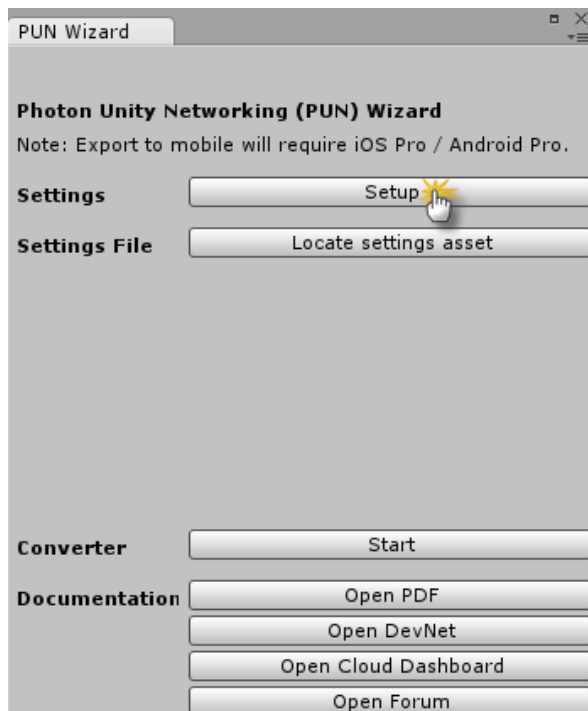 PUN Wizard
Photon Unity Networking (PUN) Wizard
Note: Export to mobile will require iOS Pro / Android Pro.
Settings Setup
Settings File Locate settings asset
Converter Start
Documentation Open PDF
Open DevNet
Open Cloud Dashboard
Open Forum